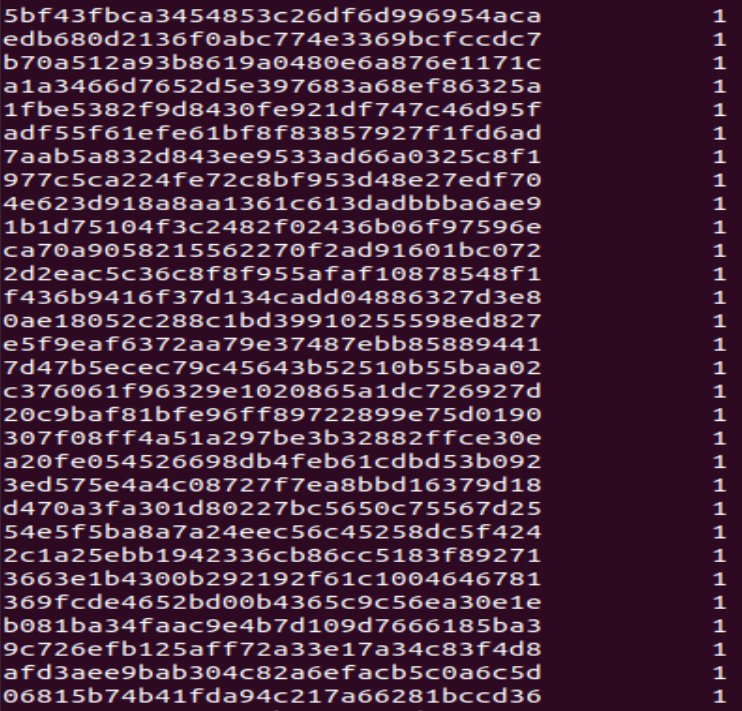 5bf43fbca3454853c26df6d996954aca 1
edb680d2136f0abc774e3369bcfccdc7 1
b70a512a93b8619a0480e6a876e1171c 1
a1a3466d7652d5e397683a68ef86325a 1
1fbe5382f9d8430fe921df747c46d95f 1
adf55f61efe61bf8f83857927f1fd6ad 1
7aab5a832d843ee9533ad66a0325c8f1 1
977c5ca224fe72c8bf953d48e27edf70 1
4e623d918a8aa1361c613dadbbba6ae9 1
1b1d75104f3c2482f02436b06f97596e 1
ca70a9058215562270f2ad91601bc072 1
2d2eac5c36c8f8f955afaf10878548f1 1
f436b9416f37d134cadd04886327d3e8 1
0ae18052c288c1bd39910255598ed827 1
e5f9eaf6372aa79e37487ebb85889441 1
7d47b5ecec79c45643b52510b55baa02 1
c376061f96329e1020865a1dc726927d 1
20c9baf81bfe96ff89722899e75d0190 1
307f08ff4a51a297be3b32882ffce30e 1
a20fe054526698db4feb61cdbd53b092 1
3ed575e4a4c08727f7ea8bbd16379d18 1
d470a3fa301d80227bc5650c75567d25 1
54e5f5ba8a7a24eec56c45258dc5f424 1
2c1a25ebb1942336cb86cc5183f89271 1
3663e1b4300b292192f61c1004646781 1
369fcde4652bd00b4365c9c56ea30e1e 1
b081ba34faac9e4b7d109d7666185ba3 1
9c726efb125aff72a33e17a34c83f4d8 1
afd3aee9bab304c82a6efacb5c0a6c5d 1
06815b74b41fda94c217a66281bccd36 1